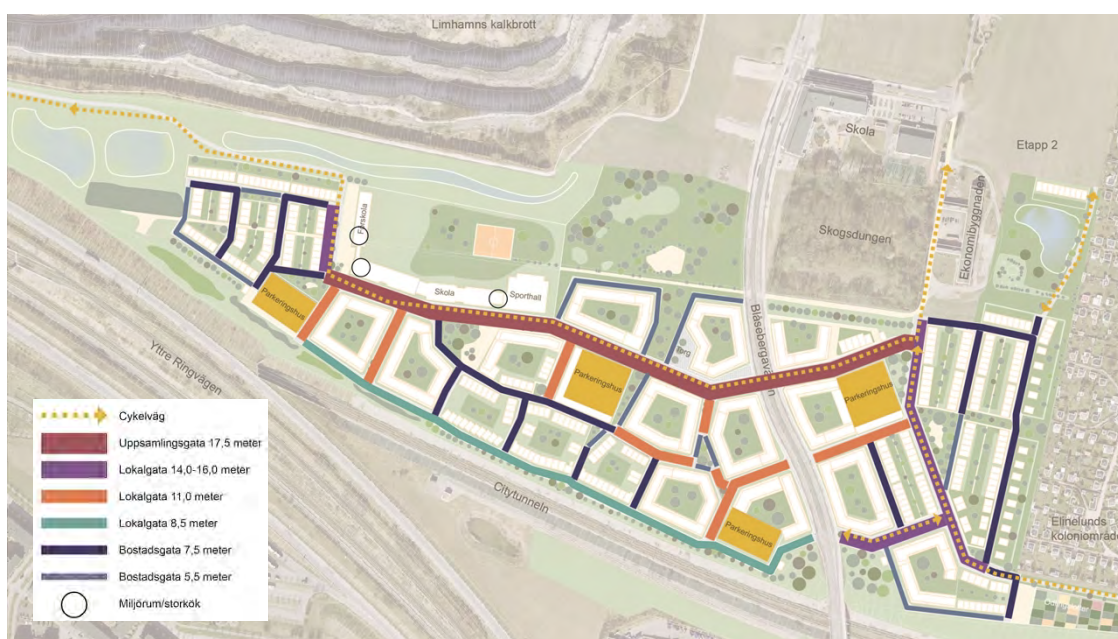 Limhamns kalkbrott
Skola
Etapp 2
Skogsdungen
Ekonomibyggnaden
Förskola
Skola
Sporthall
Parkeringshus
Torg
Blåsebergavägen
Parkeringshus
Parkeringshus
Yttre Ringvägen
Citytunneln
Parkeringshus
Elinelunds
koloniområde
Cykelväg
Uppsamlingsgata 17,5 meter
Lokalgata 14,0-16,0 meter
Lokalgata 11,0 meter
Lokalgata 8,5 meter
Bostadsgata 7,5 meter
Bostadsgata 5,5 meter
Miljörum/storkök